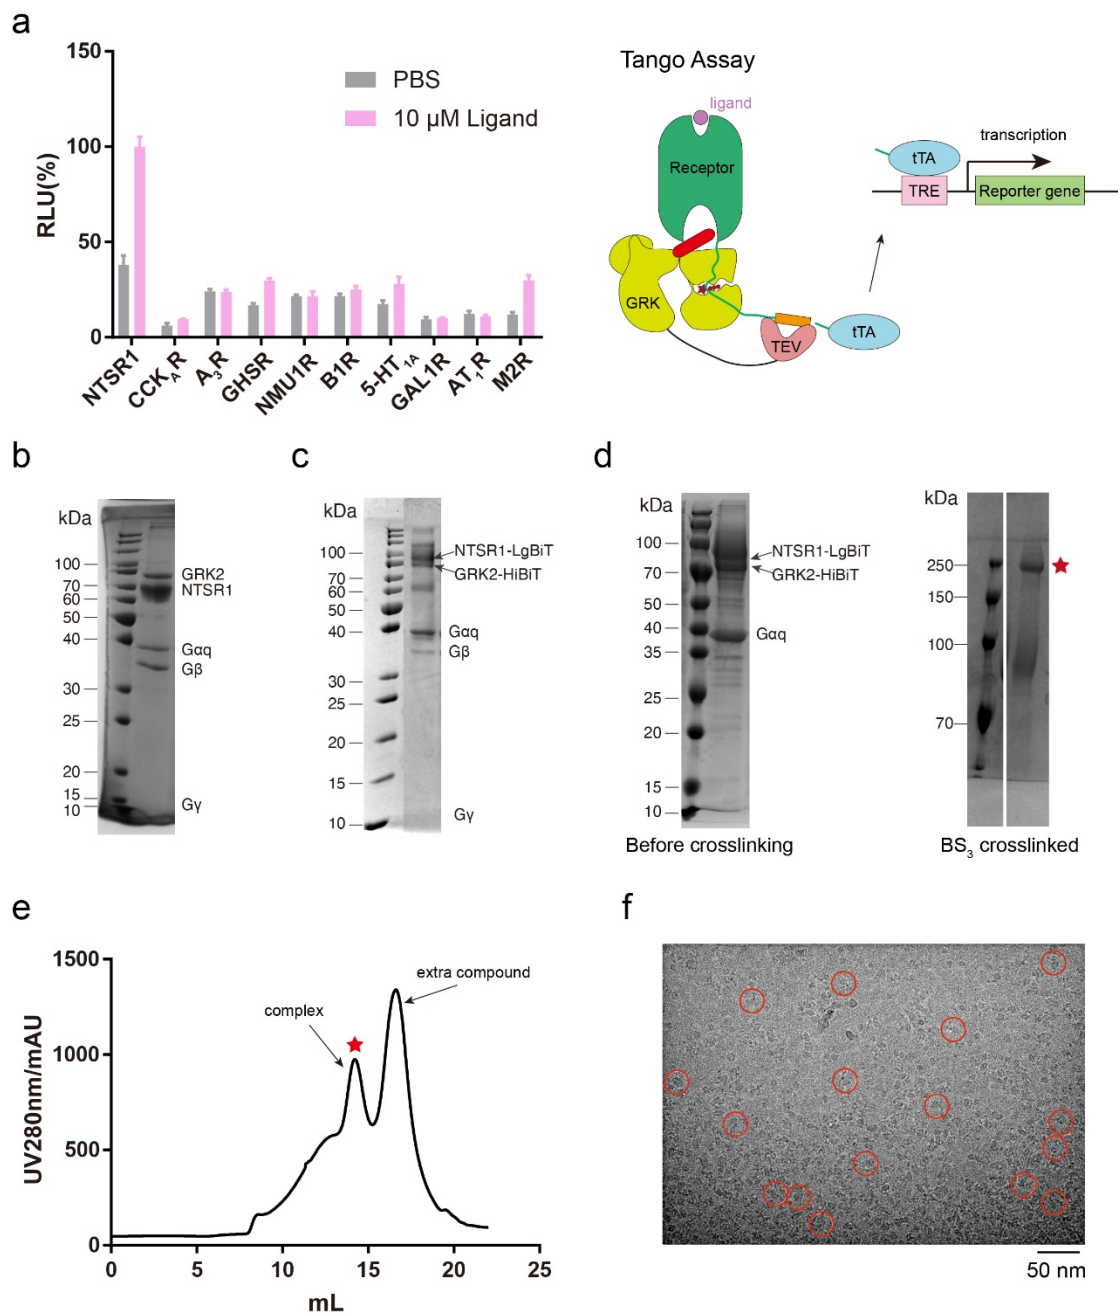 a
150
100
50
0
RLU(%)
PBS
10 μM Ligand
NTSR1
CCK_AR
A_3R
GHSR
NMU1R
B1R
5-HT_1A
GAL1R
AT_1R
M2R
Tango Assay
ligand
Receptor
GRK
TEV
tTA
tTA
TRE
transcription
Reporter gene
b
kDa
100
70
60
50
40
30
25
20
15
10
GRK2
NTSR1
Gαq
Gβ
Gγ
c
kDa
100
70
60
50
40
30
25
20
15
10
NTSR1-LgBiT
GRK2-HiBiT
Gαq
Gβ
Gγ
d
kDa
100
70
50
40
35
25
20
15
10
NTSR1-LgBiT
GRK2-HiBiT
Gαq
Before crosslinking
kDa
250
150
100
70
BS_3 crosslinked
e
1500
1000
500
0
UV280nm/mAU
complex
extra compound
0 5 10 15 20 25
mL
f
50 nm